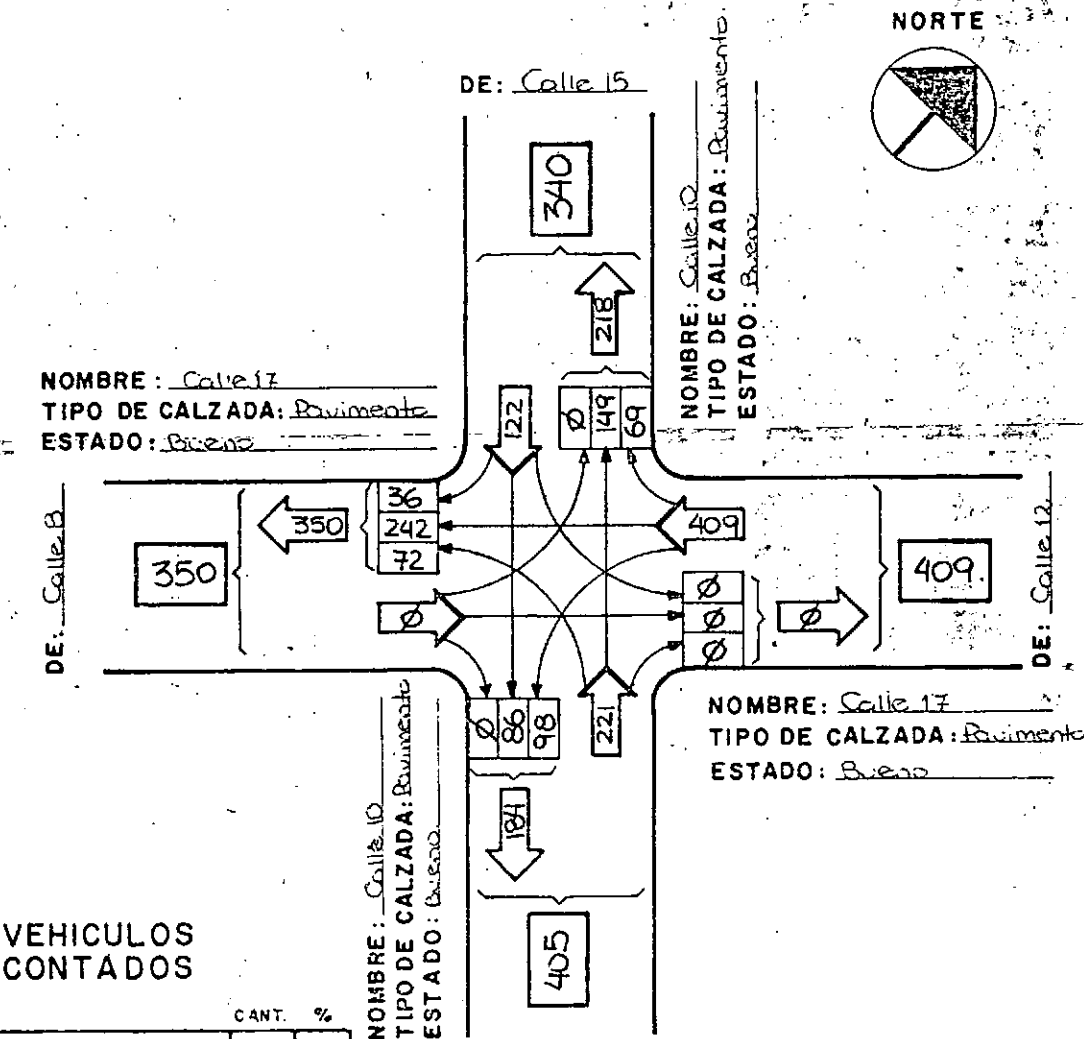 NORTE
DE: Calle 15
340
218
NOMBRE: Calle 10
TIPO DE CALZADA: Pavimento.
ESTADO: Bueno
NOMBRE: Calle 17
TIPO DE CALZADA: Pavimento
ESTADO: Bueno
122
Ø 149 69
DE: Calle 8
350
350
36
242
72
409
409.
DE: Calle 12
Ø
Ø
Ø
Ø
Ø
Ø 86 98
221
184
NOMBRE: Calle 17
TIPO DE CALZADA: Pavimento
ESTADO: Bueno
NOMBRE: Calle 10
TIPO DE CALZADA: Pavimento
ESTADO: Bueno
405
VEHICULOS
CONTADOS
CANT. %